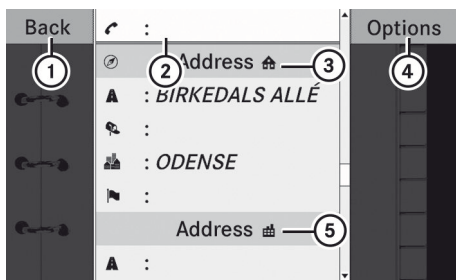 Back
:
Options
1
2
Address
3
4
: BIRKEDALS ALLÉ
:
: ODENSE
:
Address
5
: